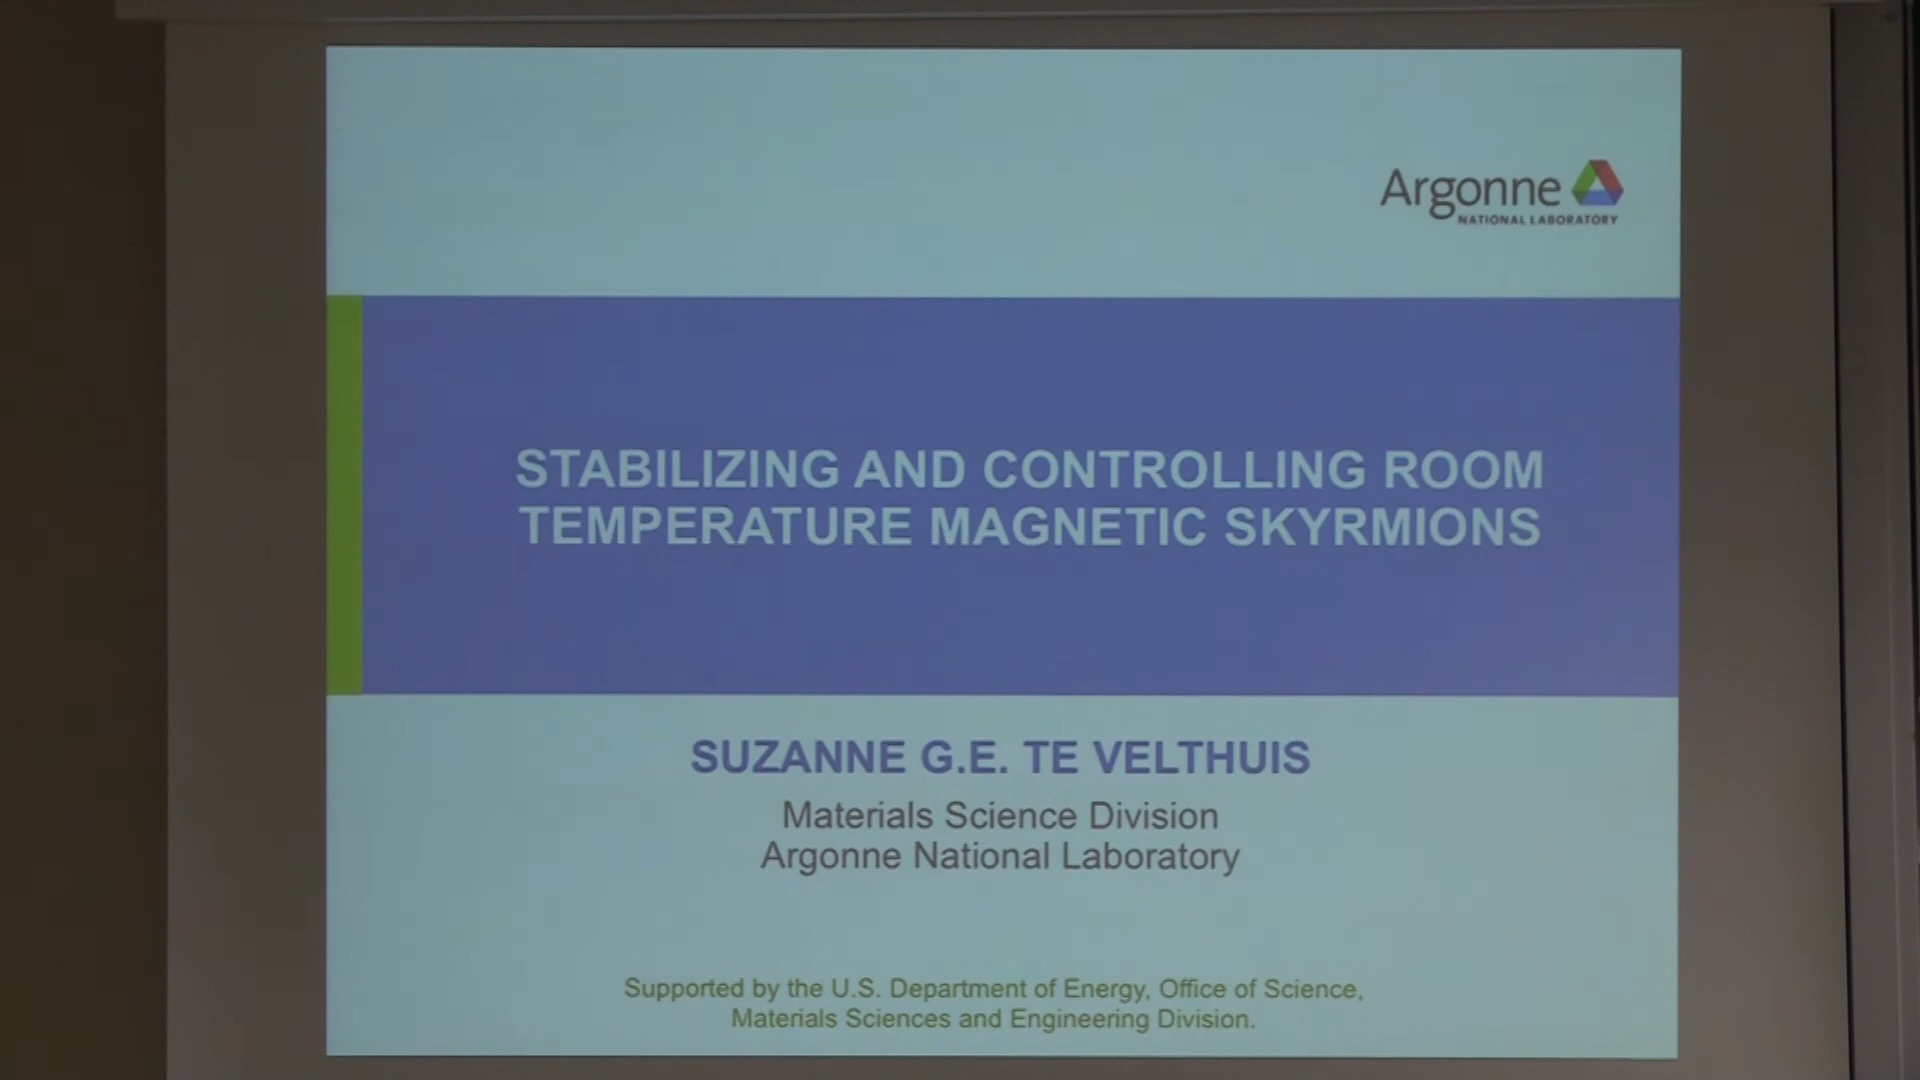 Argonne
NATIONAL LABORATORY
STABILIZING AND CONTROLLING ROOM
TEMPERATURE MAGNETIC SKYRMIONS
SUZANNE G.E. TE VELTHUIS
Materials Science Division
Argonne National Laboratory
Supported by the U.S. Department of Energy, Office of Science,
Materials Sciences and Engineering Division.